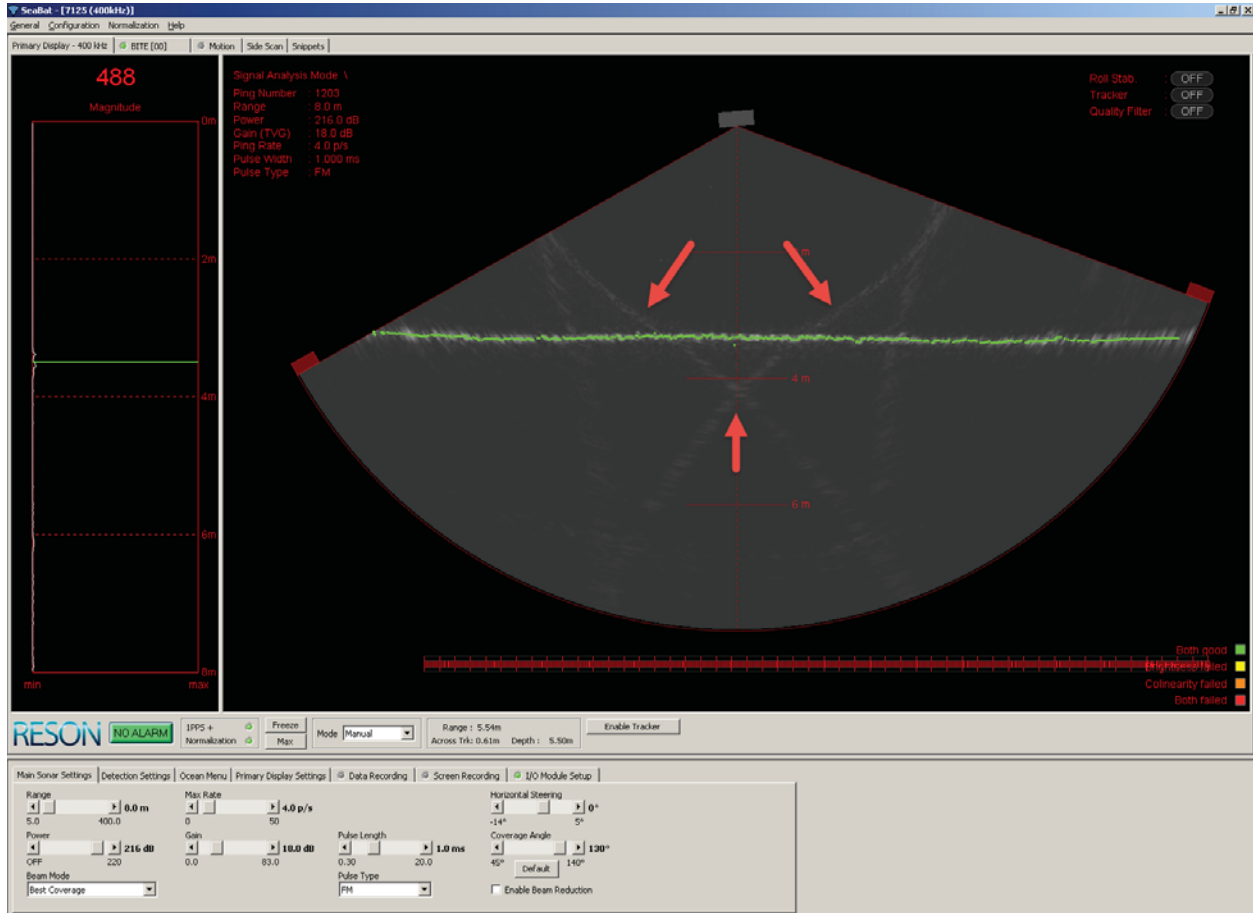 SeaBat - [7125 (400kHz)]
General Configuration Normalization Help
Primary Display - 400 kHz BITE [00] Motion Side Scan Snippets
488
Magnitude
0m
2m
4m
6m
8m
min max
Signal Analysis Mode \
Ping Number : 1203
Range : 8.0 m
Power : 216.0 dB
Gain (TVG) : 18.0 dB
Ping Rate : 4.0 p/s
Pulse Width : 1.000 ms
Pulse Type : FM
Roll Stab. : OFF
Tracker : OFF
Quality Filter : OFF
4 m
6 m
Both good
Brightness failed
Colinearity failed
Both failed
RESON NO ALARM
1PPS +
Normalization
Freeze
Max
Mode Manual
Range : 5.54m
Across Trk: 0.61m Depth : 5.50m
Enable Tracker
Main Sonar Settings Detection Settings Ocean Menu Primary Display Settings Data Recording Screen Recording I/O Module Setup
Range
8.0 m
5.0 400.0
Max Rate
4.0 p/s
0 50
Horizontal Steering
0°
-14° 5°
Power
216 dB
OFF 220
Gain
18.0 dB
0.0 83.0
Pulse Length
1.0 ms
0.30 20.0
Coverage Angle
130°
45° 140°
Default
Beam Mode
Best Coverage
Pulse Type
FM
Enable Beam Reduction